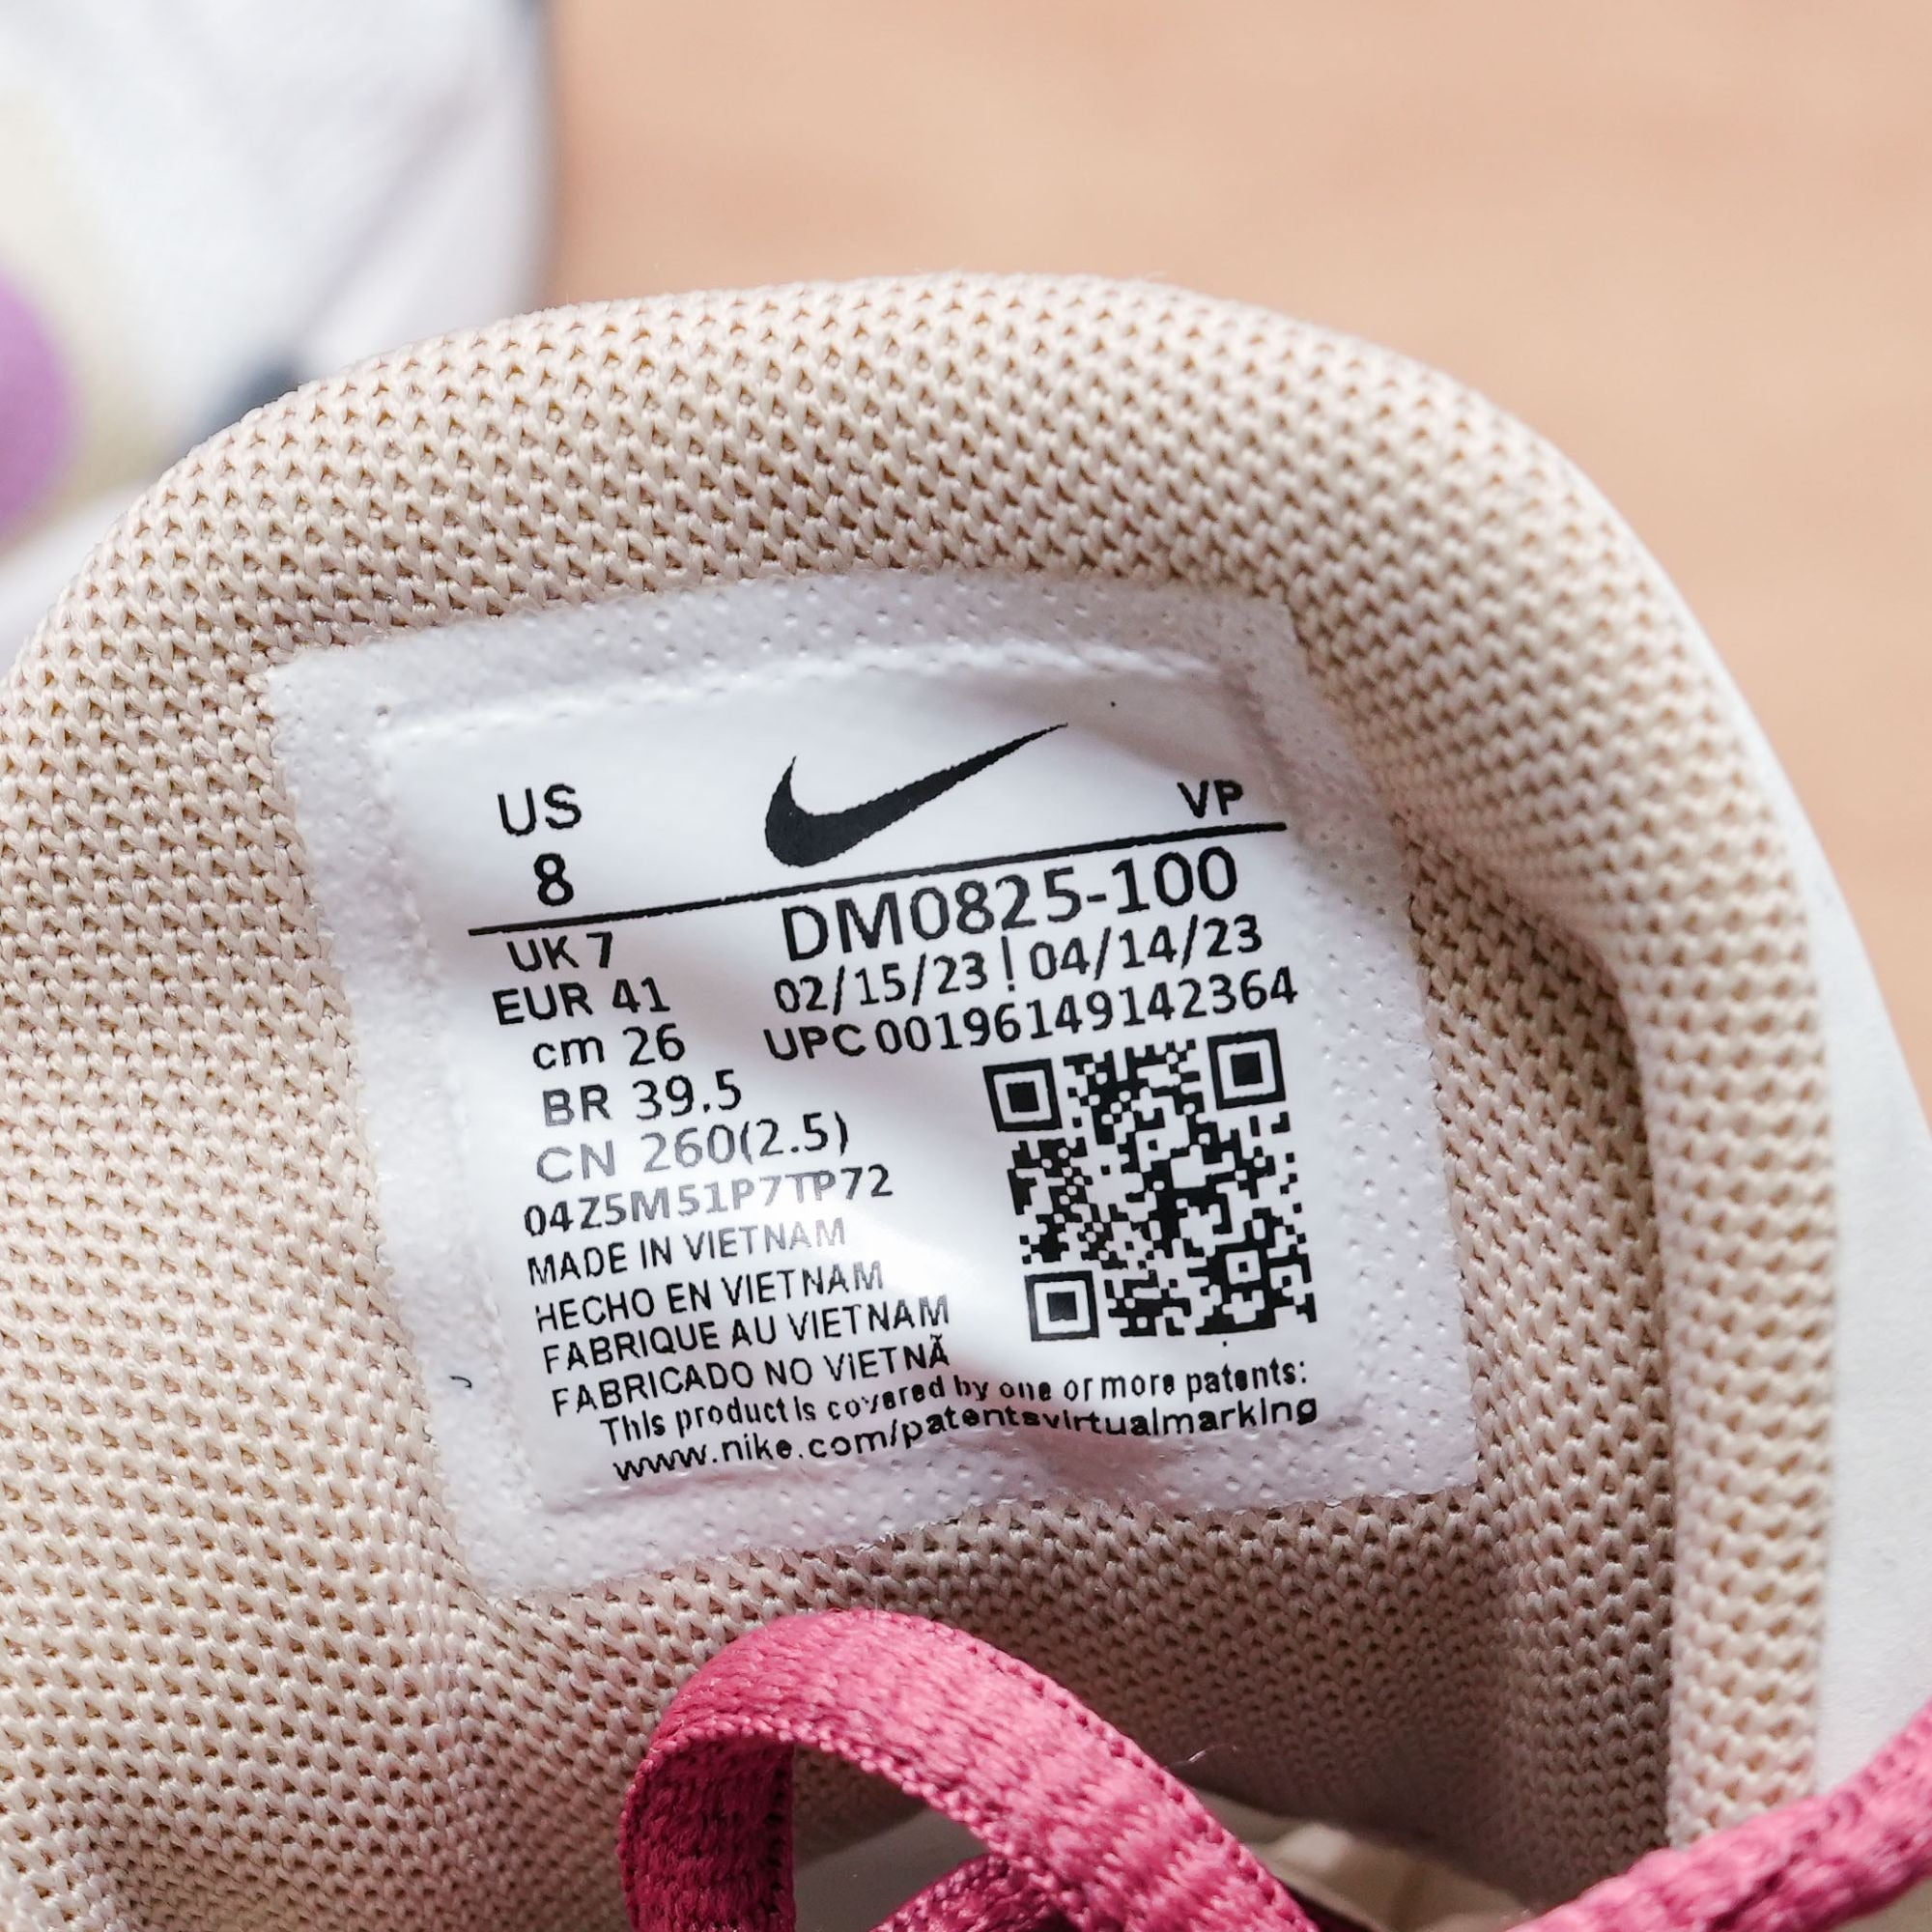 US
8
VP
DM0825-100
UK 7
02/15/23 | 04/14/23
EUR 41
UPC 00196149142364
cm 26
BR 39.5
CN 260(2.5)
04Z5M51P7TP72
MADE IN VIETNAM
HECHO EN VIETNAM
FABRIQUE AU VIETNAM
FABRICADO NO VIETNÃ
This product is covered by one or more patents:
www.nike.com/patentsvirtualmarking